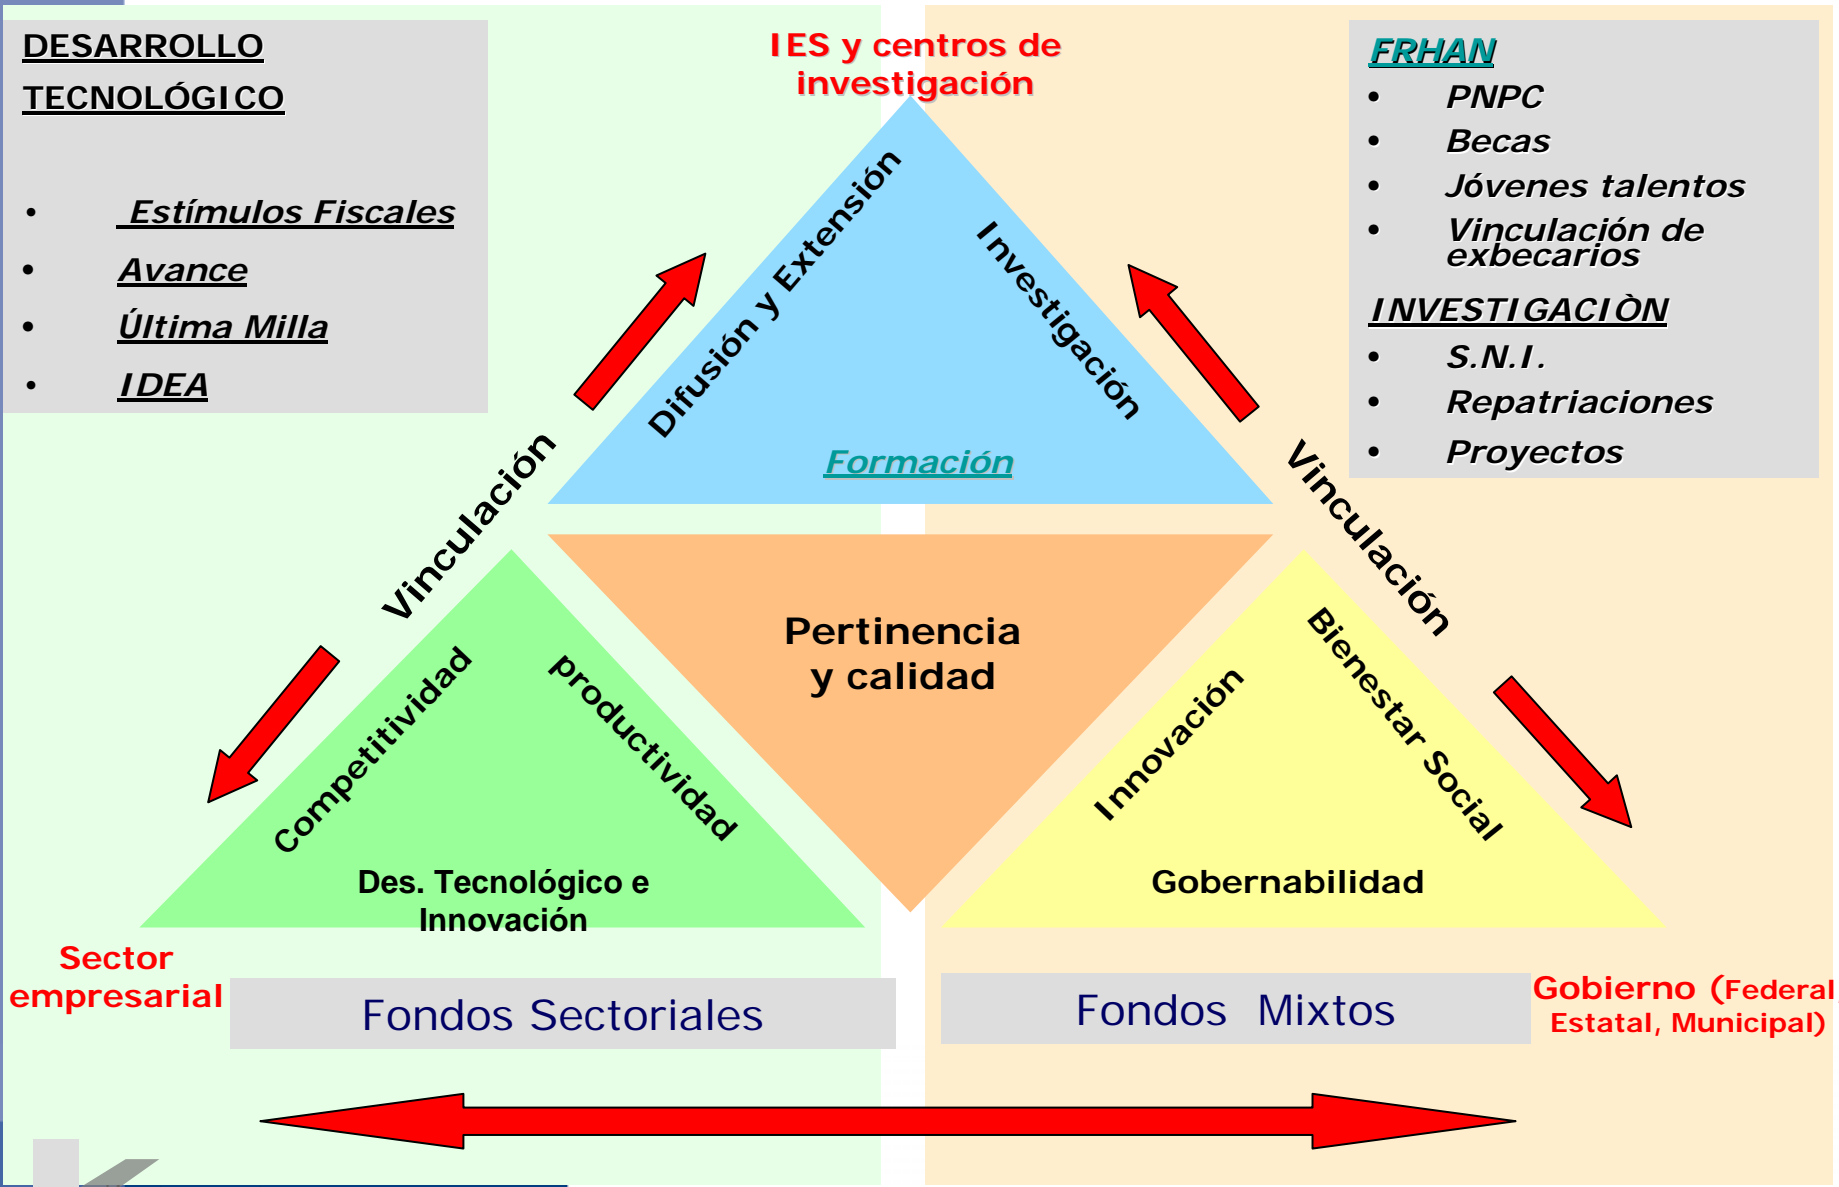 DESARROLLO
TECNOLÓGICO
• Estímulos Fiscales
• Avance
• Última Milla
• IDEA
IES y centros de
investigación
FRHAN
• PNPC
• Becas
• Jóvenes talentos
• Vinculación de
exbecarios
INVESTIGACIÒN
• S.N.I.
• Repatriaciones
• Proyectos
Difusión y Extensión
Investigación
Formación
Vinculación
Vinculación
Pertinencia
y calidad
Competitividad
productividad
Des. Tecnológico e
Innovación
Innovación
Bienestar Social
Gobernabilidad
Sector
empresarial
Fondos Sectoriales
Fondos Mixtos
Gobierno (Federal,
Estatal, Municipal)